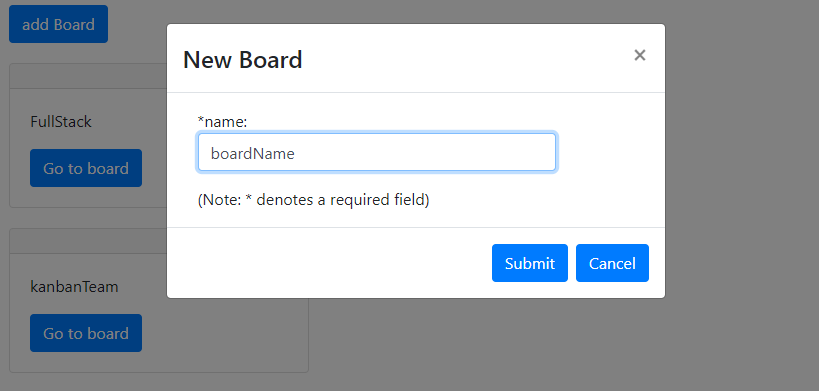 add Board
New Board
×
*name:
boardName
(Note: * denotes a required field)
Submit Cancel
FullStack
Go to board
kanbanTeam
Go to board